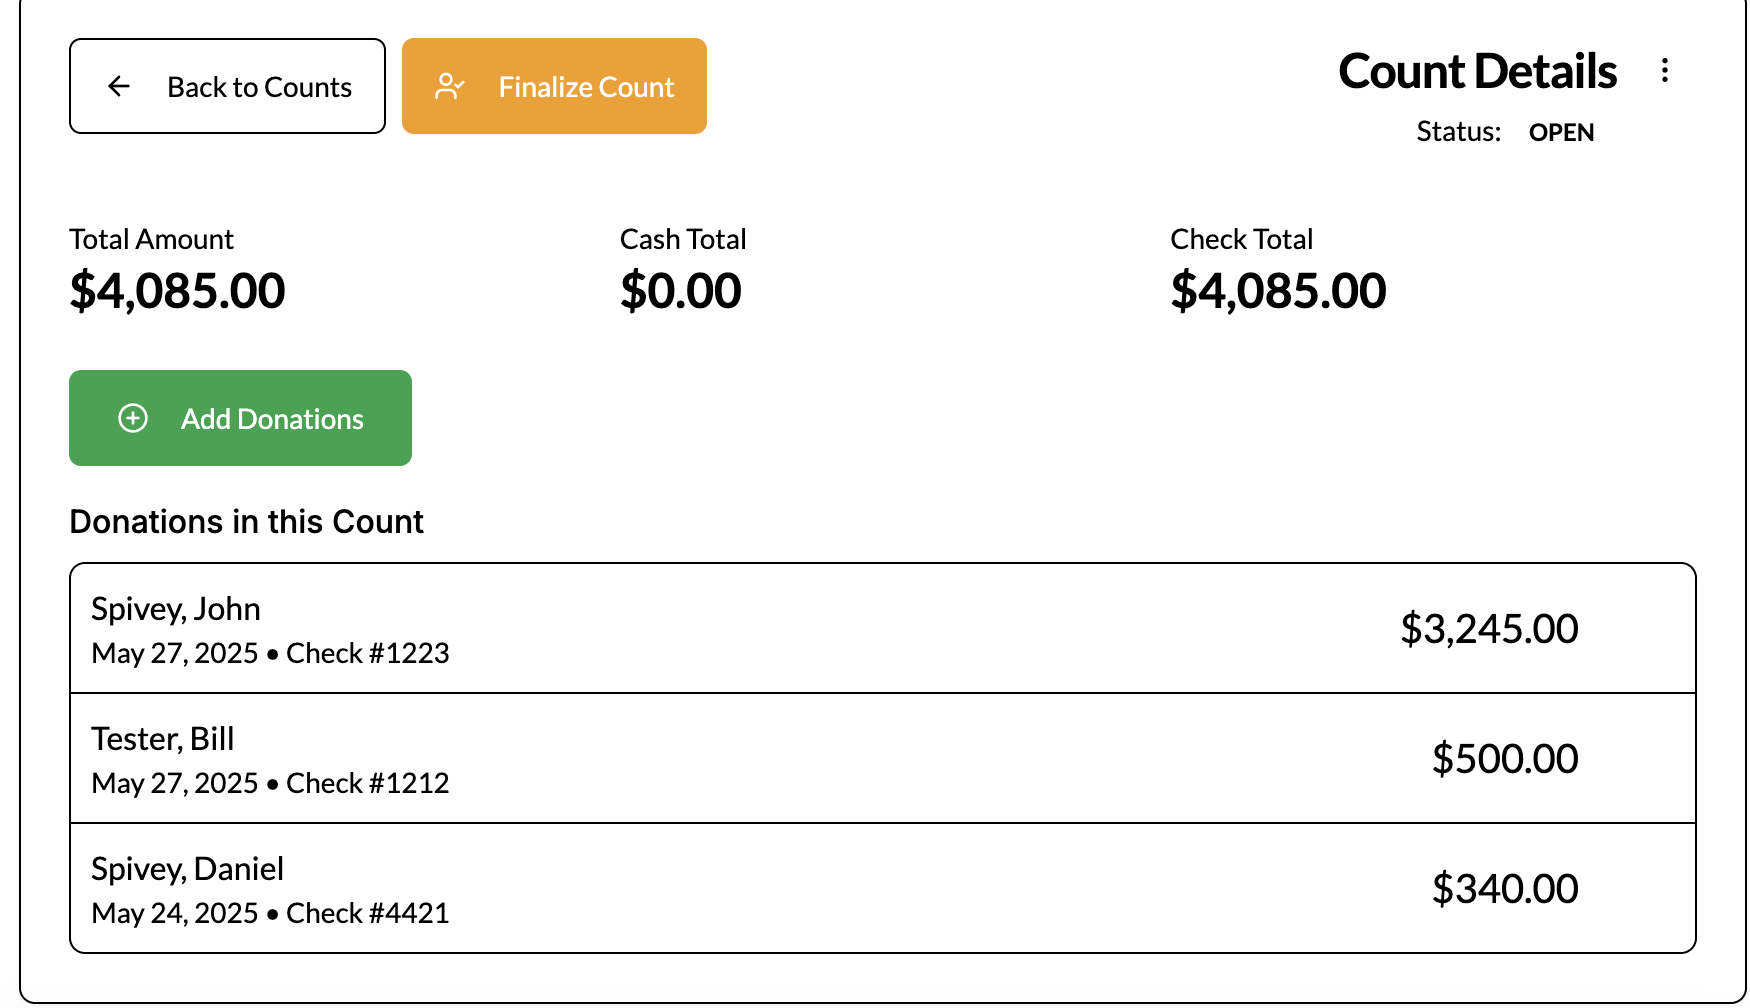 Back to Counts
Finalize Count
Count Details
Status: OPEN
Total Amount
$4,085.00
Cash Total
$0.00
Check Total
$4,085.00
Add Donations
Donations in this Count
Spivey, John
May 27, 2025 • Check #1223
$3,245.00
Tester, Bill
May 27, 2025 • Check #1212
$500.00
Spivey, Daniel
May 24, 2025 • Check #4421
$340.00